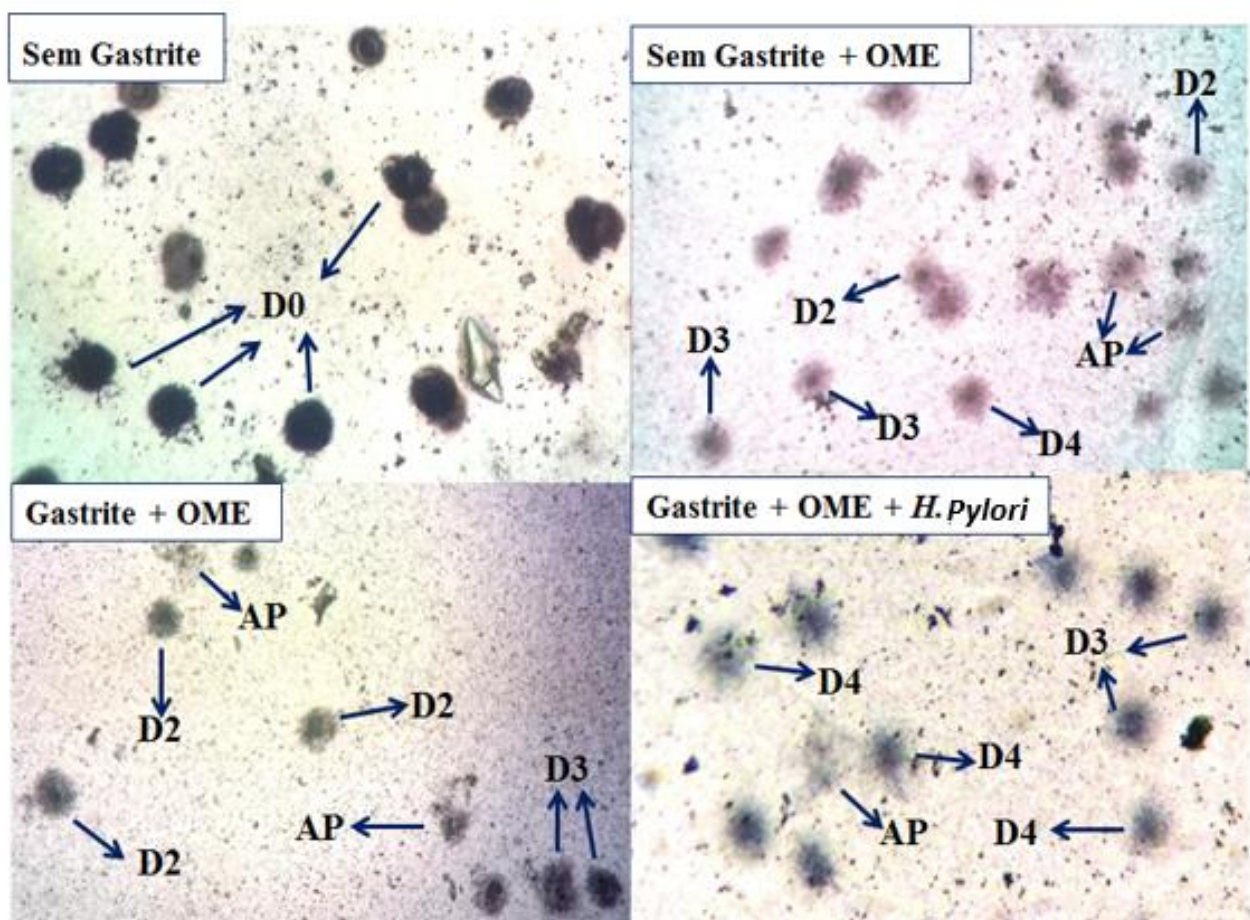 Sem Gastrite
D0
Sem Gastrite + OME
D2
D2
D3
AP
D3
D4
Gastrite + OME
AP
D2
D2
D3
AP
D2
Gastrite + OME + H. Pylori
D3
D4
D4
AP
D4